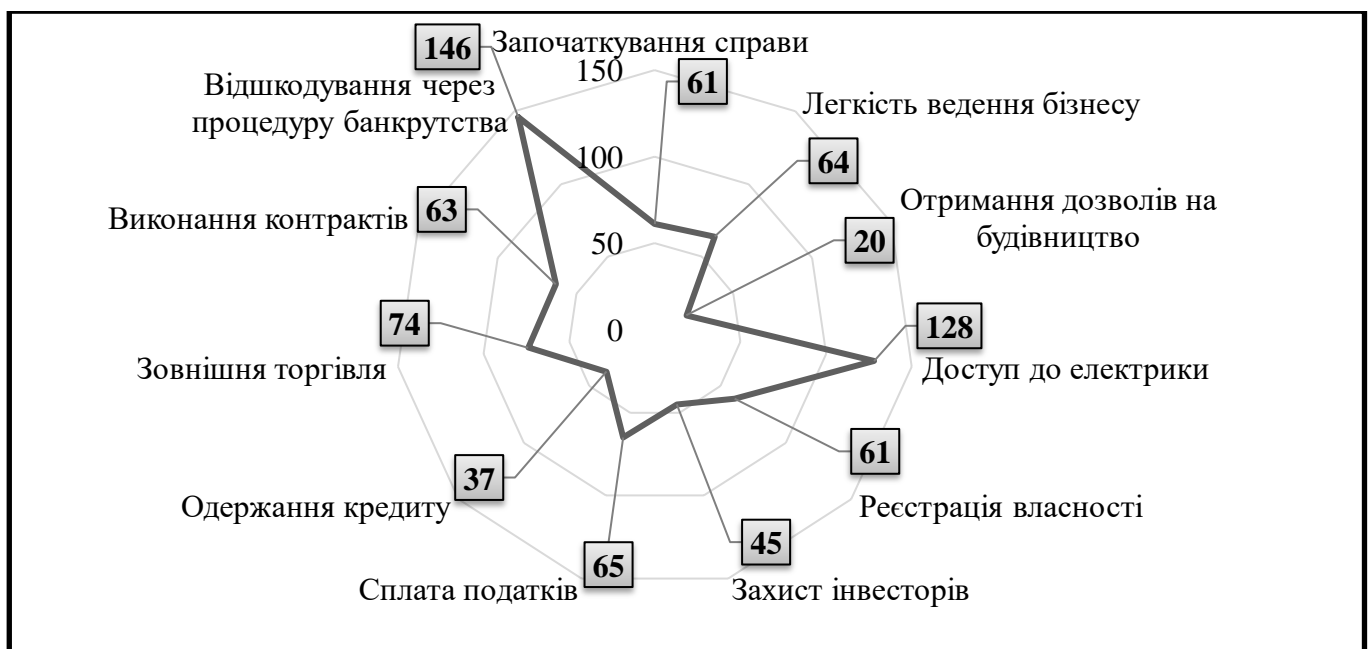 146
Започаткування справи
150
61
Відшкодування через
процедуру банкрутства
Легкість ведення бізнесу
100
64
Отримання дозволів на
будівництво
Виконання контрактів
63
50
20
74
0
128
Зовнішня торгівля
Доступ до електрики
37
61
Одержання кредиту
Реєстрація власності
65
45
Сплата податків
Захист інвесторів